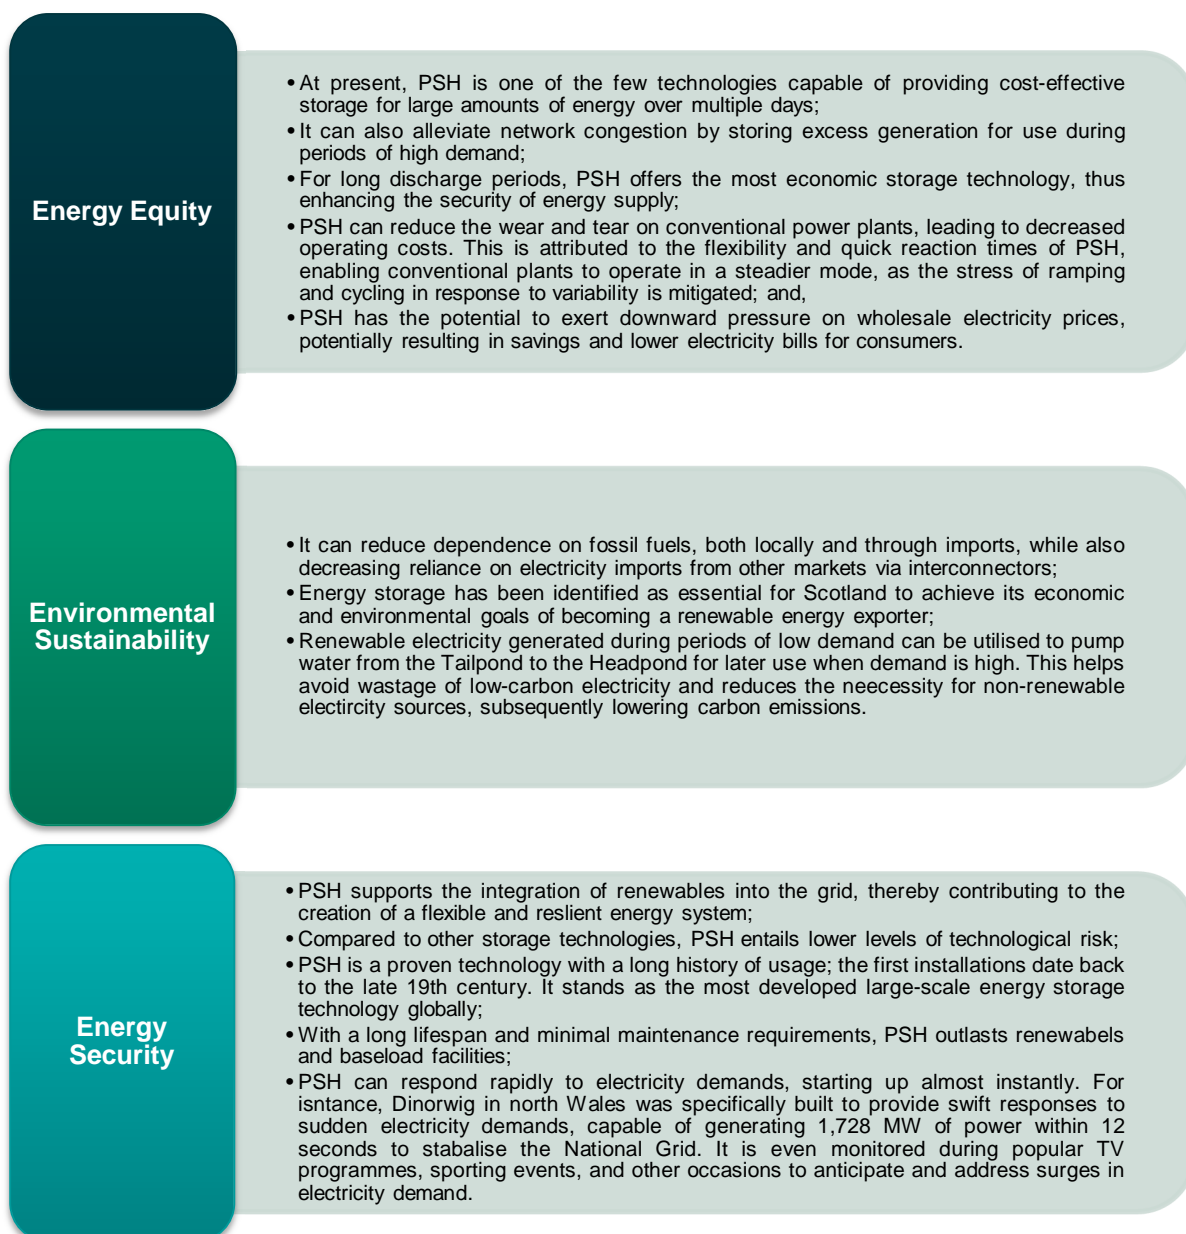 Energy Equity
• At present, PSH is one of the few technologies capable of providing cost-effective
storage for large amounts of energy over multiple days;
• It can also alleviate network congestion by storing excess generation for use during
periods of high demand;
• For long discharge periods, PSH offers the most economic storage technology, thus
enhancing the security of energy supply;
• PSH can reduce the wear and tear on conventional power plants, leading to decreased
operating costs. This is attributed to the flexibility and quick reaction times of PSH,
enabling conventional plants to operate in a steadier mode, as the stress of ramping
and cycling in response to variability is mitigated; and,
• PSH has the potential to exert downward pressure on wholesale electricity prices,
potentially resulting in savings and lower electricity bills for consumers.
Environmental
Sustainability
• It can reduce dependence on fossil fuels, both locally and through imports, while also
decreasing reliance on electricity imports from other markets via interconnectors;
• Energy storage has been identified as essential for Scotland to achieve its economic
and environmental goals of becoming a renewable energy exporter;
• Renewable electricity generated during periods of low demand can be utilised to pump
water from the Tailpond to the Headpond for later use when demand is high. This helps
avoid wastage of low-carbon electricity and reduces the neecessity for non-renewable
electircity sources, subsequently lowering carbon emissions.
Energy
Security
• PSH supports the integration of renewables into the grid, thereby contributing to the
creation of a flexible and reslient energy system;
• Compared to other storage technologies, PSH entails lower levels of technological risk;
• PSH is a proven technology with a long history of usage; the first installations date back
to the late 19th century. It stands as the most developed large-scale energy storage
technology globally;
• With a long lifespan and minimal maintenance requirements, PSH outlasts renewabels
and baseload facilities;
• PSH can respond rapidly to electricity demands, starting up almost instantly. For
isntance, Dinorwig in north Wales was specifically built to provide swift responses to
sudden electricity demands, capable of generating 1,728 MW of power within 12
seconds to stabalise the National Grid. It is even monitored during popular TV
programmes, sporting events, and other occasions to anticipate and address surges in
electricity demand.